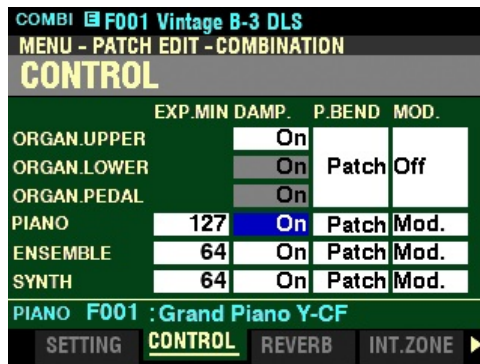 COMBI E F001 Vintage B-3 DLS
MENU - PATCH EDIT - COMBINATION
CONTROL
EXP.MIN DAMP. P.BEND MOD.
ORGAN.UPPER On
ORGAN.LOWER On Patch Off
ORGAN.PEDAL On
PIANO 127 On Patch Mod.
ENSEMBLE 64 On Patch Mod.
SYNTH 64 On Patch Mod.
PIANO F001 :Grand Piano Y-CF
SETTING CONTROL REVERB INT.ZONE